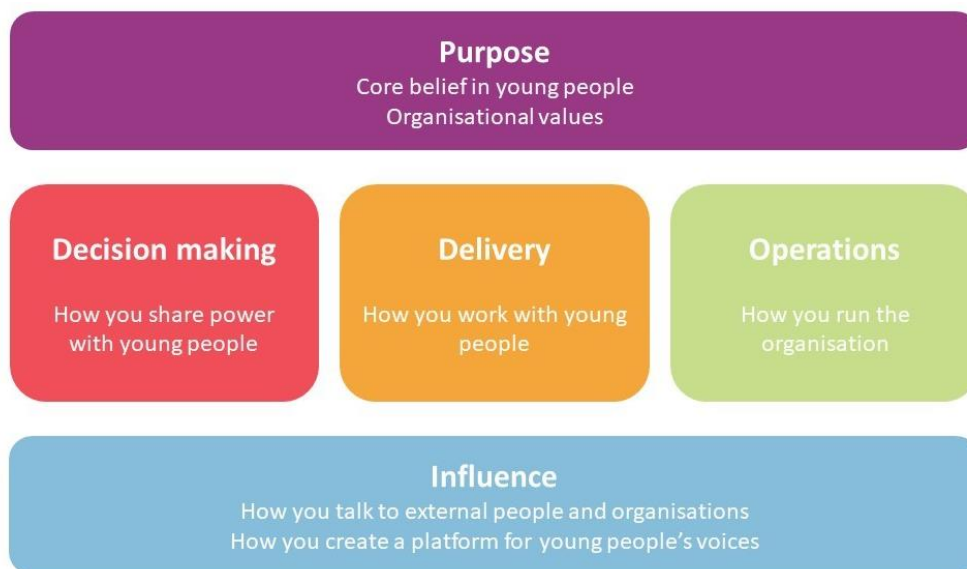 Purpose
Core belief in young people
Organisational values
Decision making
How you share power
with young people
Delivery
How you work with young
people
Operations
How you run the
organisation
Influence
How you talk to external people and organisations
How you create a platform for young people’s voices